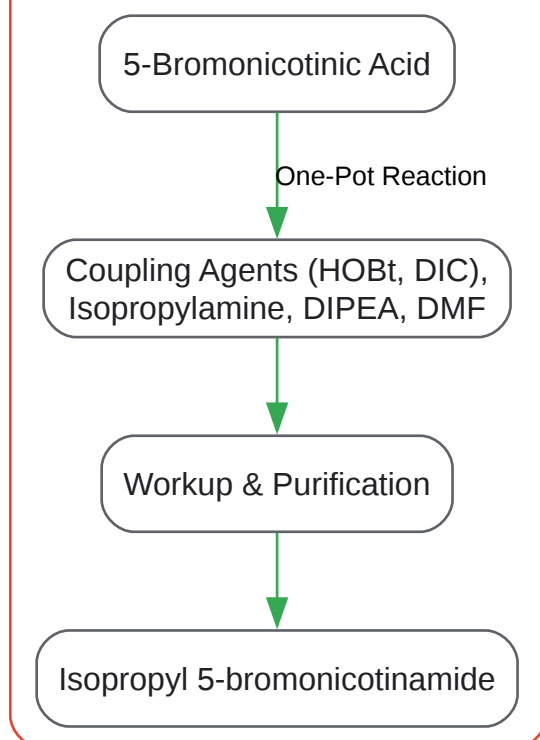 5-Bromonicotinic Acid
One-Pot Reaction
Coupling Agents (HOBt, DIC),
Isopropylamine, DIPEA, DMF
Workup & Purification
Isopropyl 5-bromonicotinamide